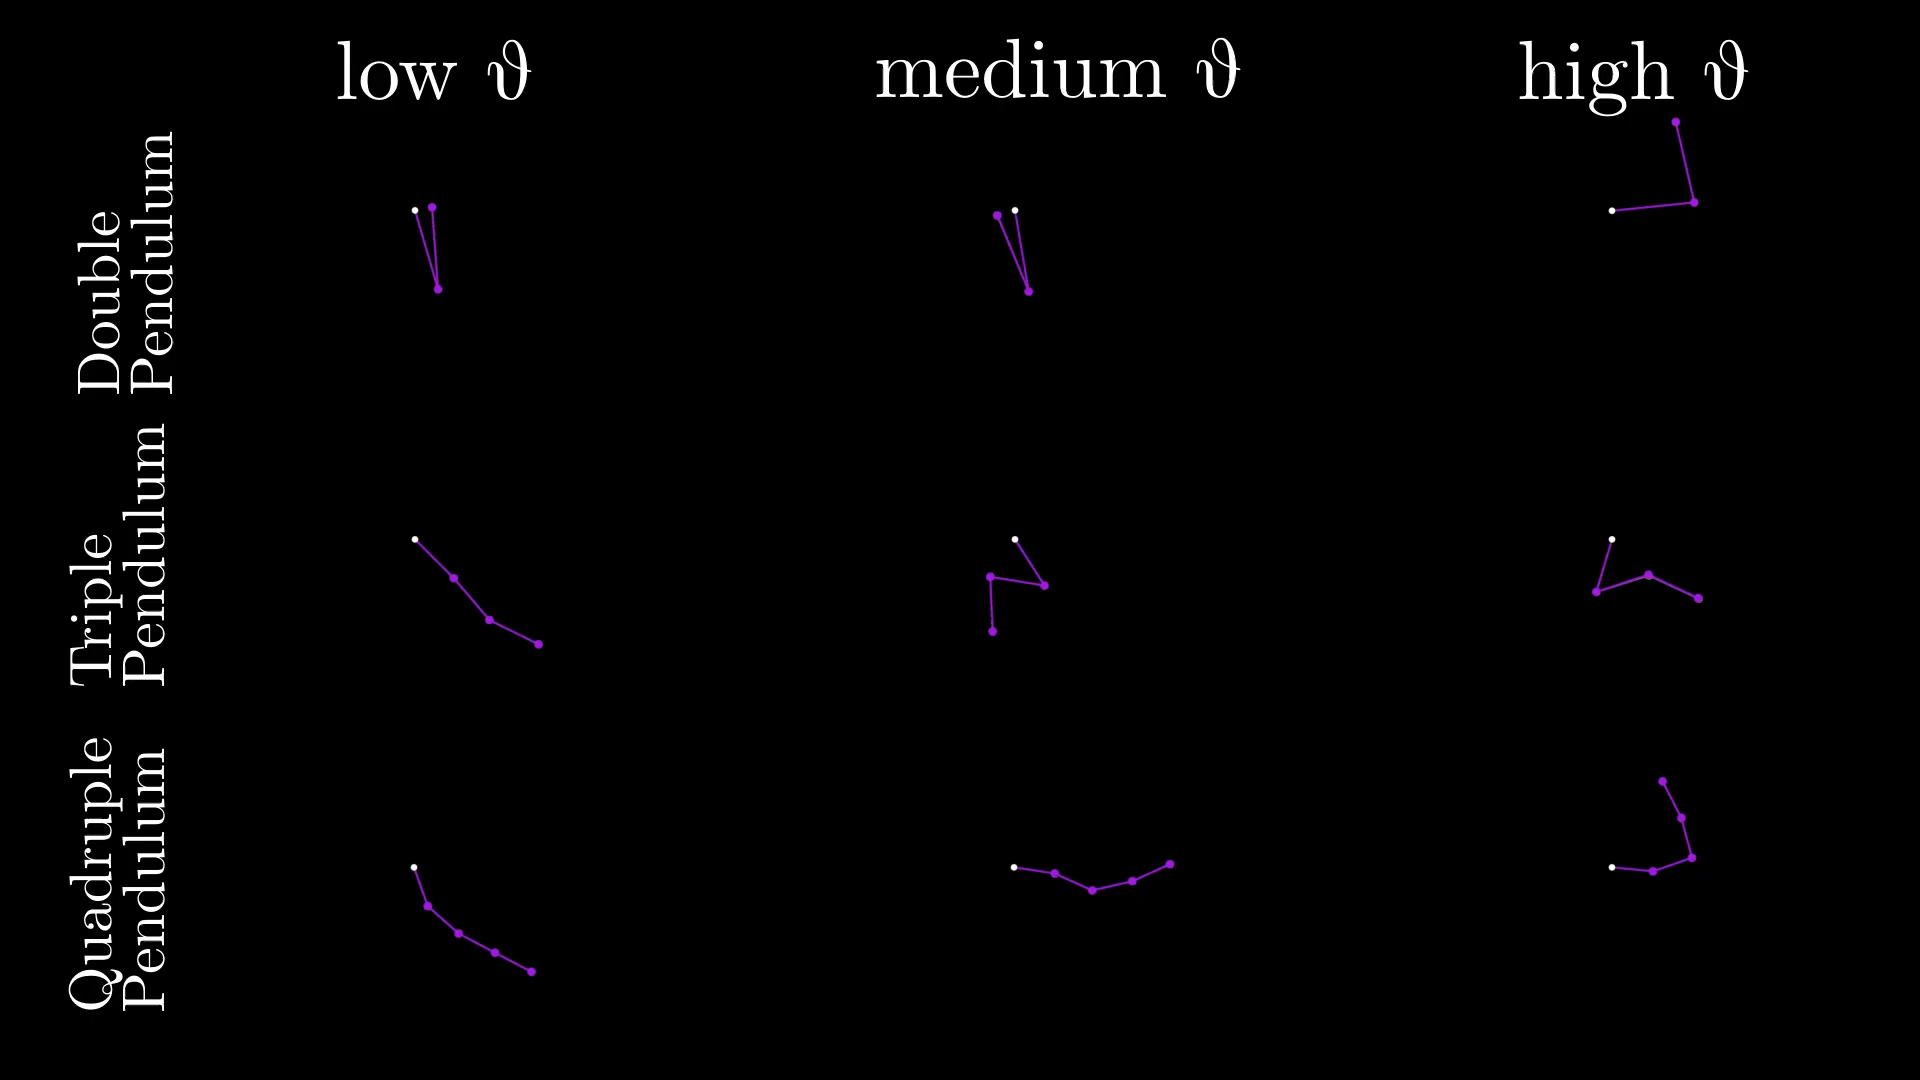 low ϑ
medium ϑ
high ϑ
Double
Pendulum
Triple
Pendulum
Quadruple
Pendulum